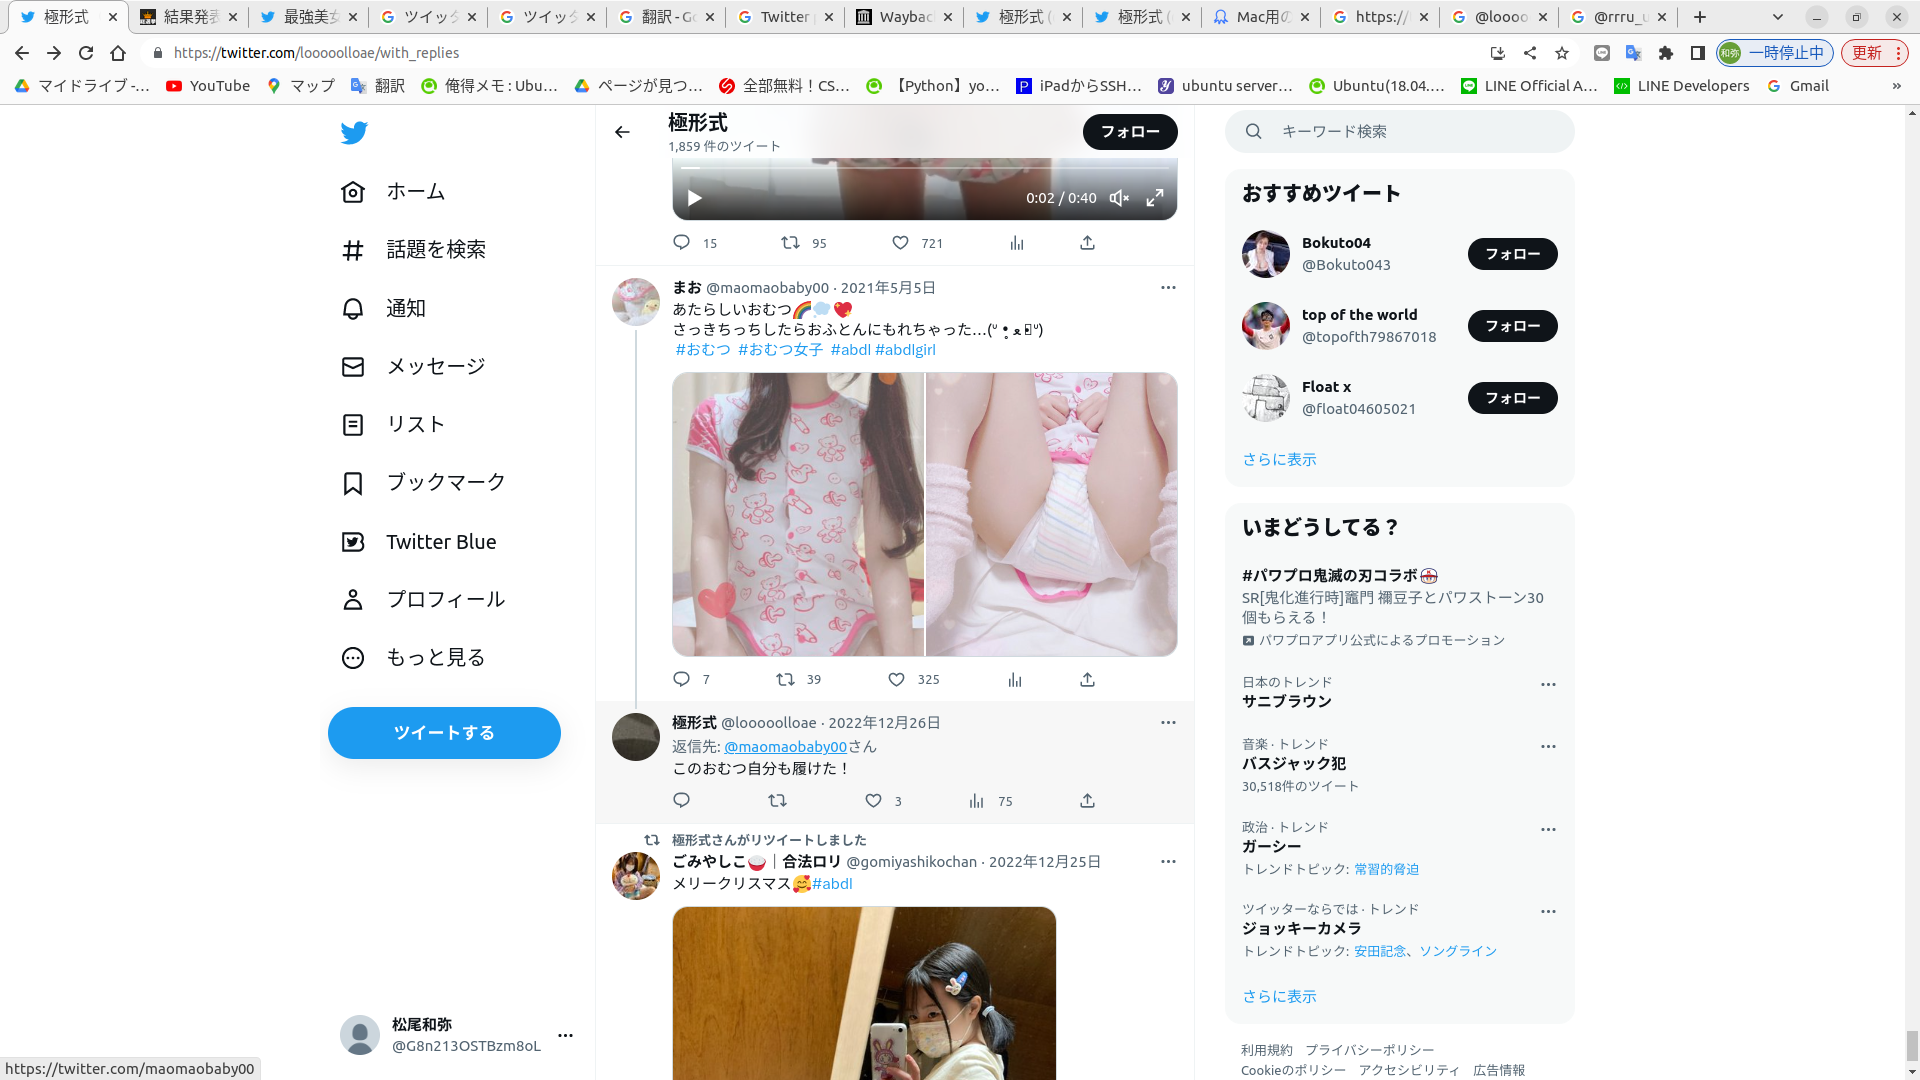 極形式
結果発表
最強美女
ツイッタ
ツイッタ
翻訳 - Go
Twitter p
Waybac
極形式 (
極形式 (
Mac用の
https://t
@loooo
@rrru_u
https://twitter.com/looooolloae/with_replies
和弥
一時停止中
更新
マイドライブ -...
YouTube
マップ
翻訳
俺得メモ : Ubu...
ページが見つ...
全部無料！CS...
【Python】yo...
iPadからSSH...
ubuntu server...
Ubuntu(18.04....
LINE Official A...
LINE Developers
Gmail
»
ホーム
話題を検索
通知
メッセージ
リスト
ブックマーク
Twitter Blue
プロフィール
もっと見る
ツイートする
松尾和弥
@G8n213OSTBzm8oL
https://twitter.com/maomaobaby00
極形式
1,859 件のツイート
フォロー
0:02 / 0:40
15 95 721
まお @maomaobaby00 · 2021年5月5日
あたらしいおむつ🌈☁️💖
さっきちっちしたらおふとんにもれちゃった...
#おむつ #おむつ女子 #abdl #abdlgirl
7 39 325
極形式 @looooolloae · 2022年12月26日
返信先: @maomaobaby00さん
このおむつ自分も履けた！
3 75
極形式さんがリツイートしました
ごみやしこ🍚｜合法ロリ @gomiyashikochan · 2022年12月25日
メリークリスマス🥰#abdl
キーワード検索
おすすめツイート
Bokuto04
@Bokuto043
フォロー
top of the world
@topofth79867018
フォロー
Float x
@float04605021
フォロー
さらに表示
いまどうしてる？
#パワプロ鬼滅の刃コラボ
SR[鬼化進行時]竈門 禰豆子とパワストーン30
個もらえる！
パワプロアプリ公式によるプロモーション
日本のトレンド
サニブラウン
音楽 · トレンド
バスジャック犯
30,518件のツイート
政治 · トレンド
ガーシー
トレンドトピック: 常習的脅迫
ツイッターならでは · トレンド
ジョッキーカメラ
トレンドトピック: 安田記念、ソングライン
さらに表示
利用規約 プライバシーポリシー
Cookieのポリシー アクセシビリティ 広告情報